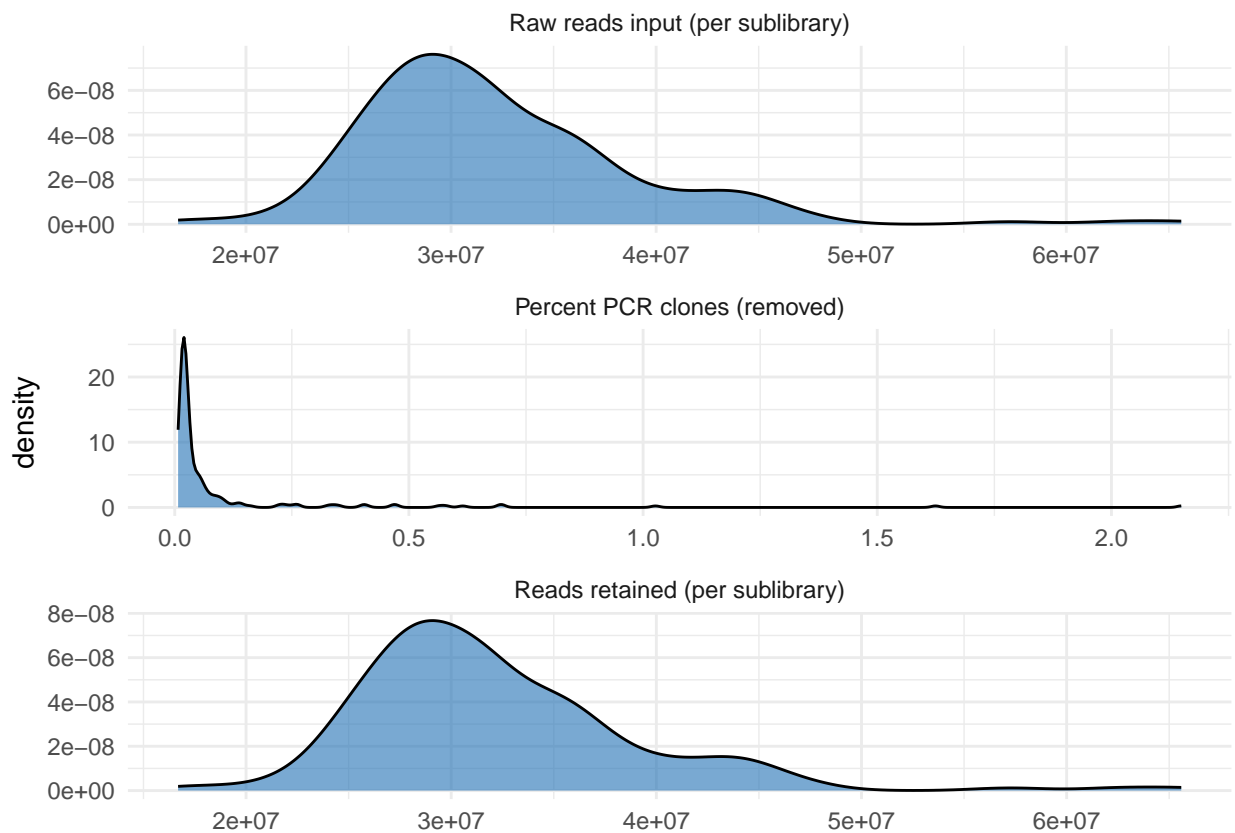 Raw reads input (per sublibrary)
6e−08
4e−08
2e−08
0e+00
2e+07 3e+07 4e+07 5e+07 6e+07
Percent PCR clones (removed)
density
20
10
0
0.0 0.5 1.0 1.5 2.0
Reads retained (per sublibrary)
8e−08
6e−08
4e−08
2e−08
0e+00
2e+07 3e+07 4e+07 5e+07 6e+07